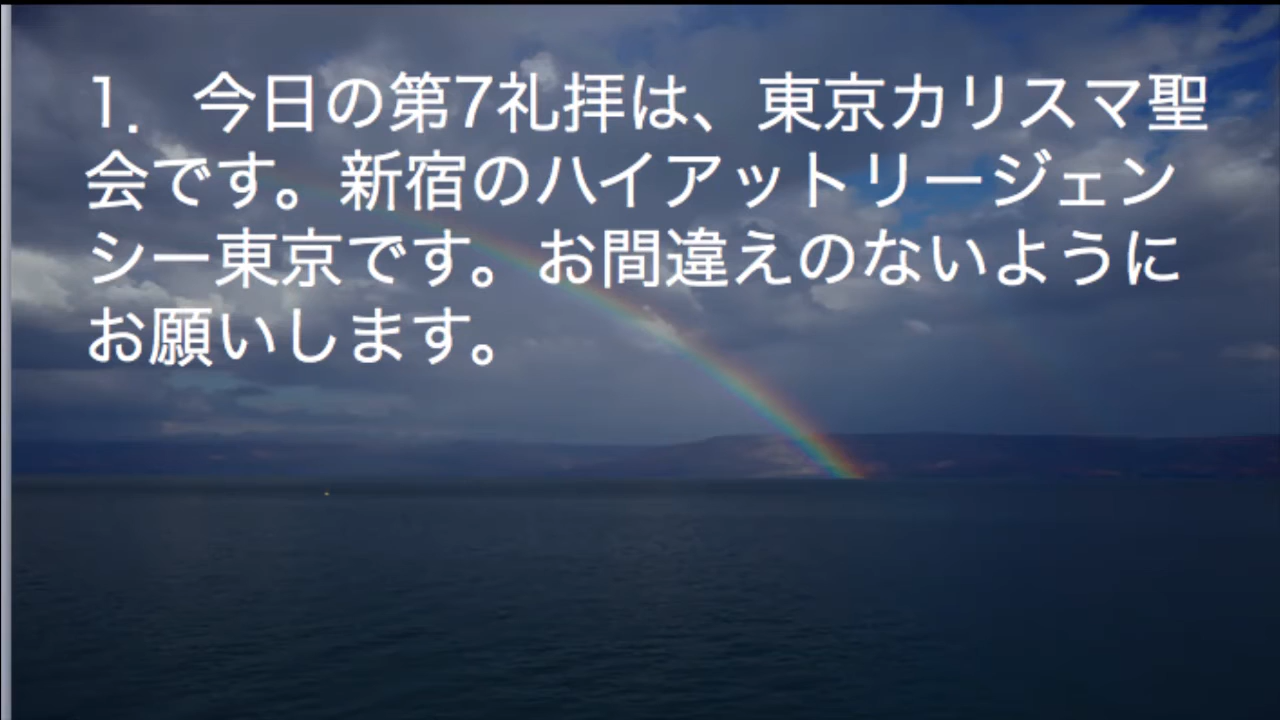 1. 今日の第7礼拝は、東京カリスマ聖
会です。新宿のハイアットリージェン
シー東京です。お間違えのないように
お願いします。